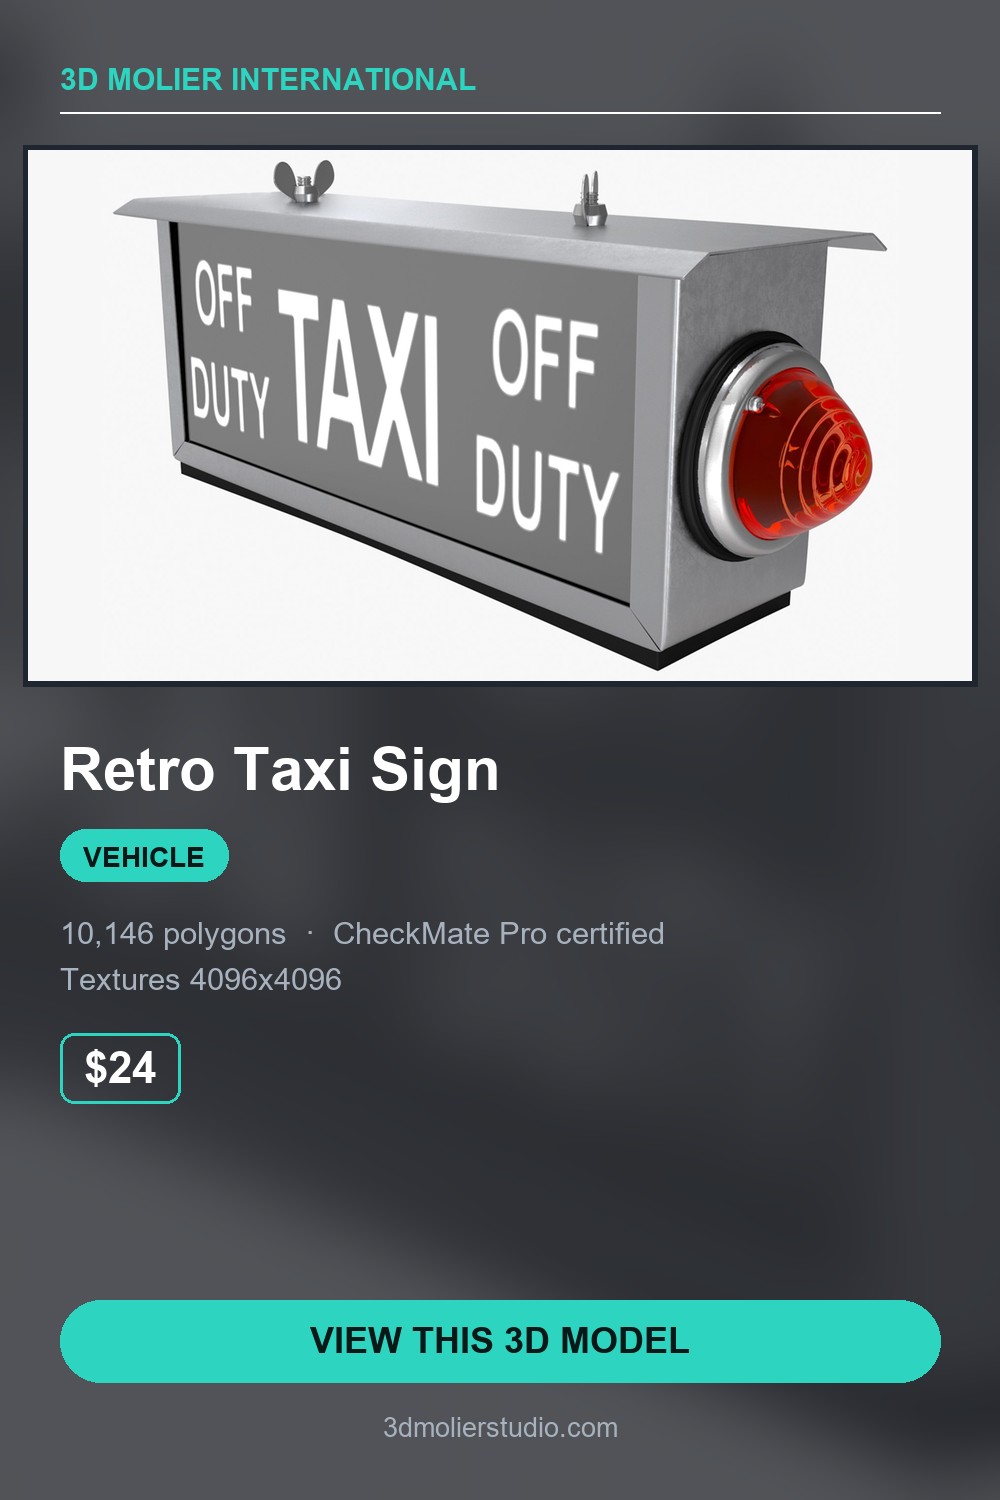 3D MOLIER INTERNATIONAL
OFF DUTY TAXI OFF DUTY
Retro Taxi Sign
VEHICLE
10,146 polygons · CheckMate Pro certified
Textures 4096x4096
$24
VIEW THIS 3D MODEL
3dmolierstudio.com